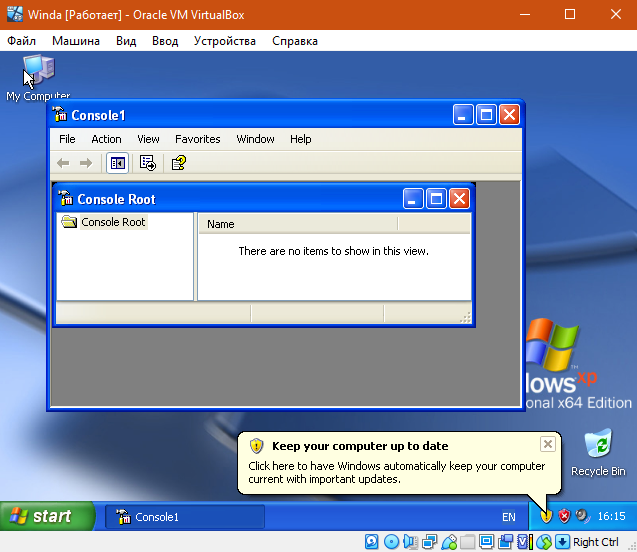 Winda [Работает] - Oracle VM VirtualBox
Файл Машина Вид Ввод Устройства Справка
My Computer
Console1
File Action View Favorites Window Help
Console Root
Console Root
Name
There are no items to show in this view.
dows xp
onal x64 Edition
Keep your computer up to date
Click here to have Windows automatically keep your computer
current with important updates.
Recycle Bin
start Console1 EN 16:15
Right Ctrl